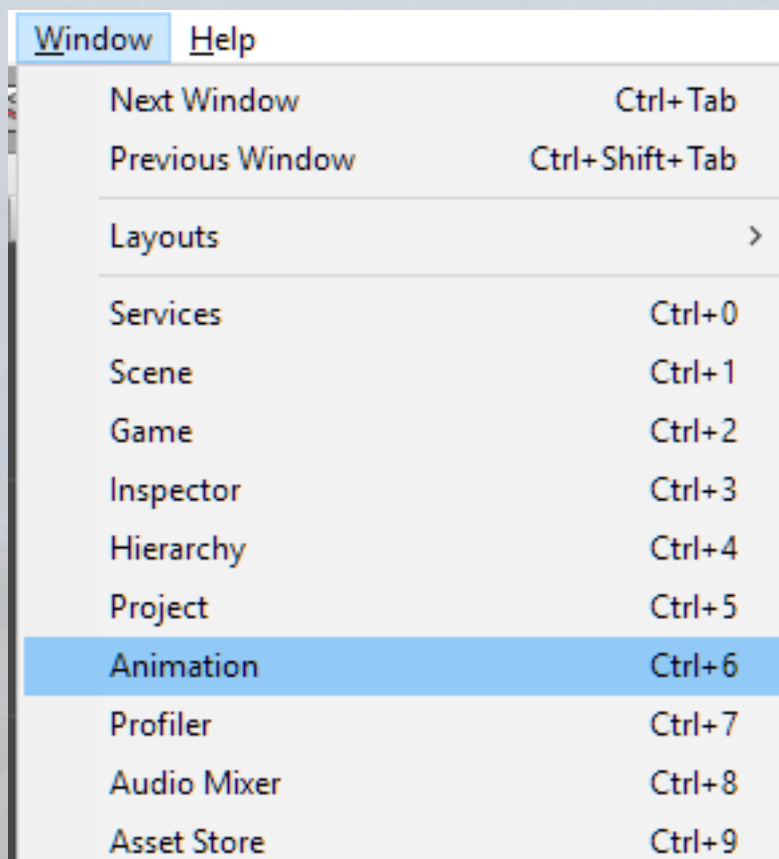 Window Help
Next Window Ctrl+Tab
Previous Window Ctrl+Shift+Tab
Layouts >
Services Ctrl+0
Scene Ctrl+1
Game Ctrl+2
Inspector Ctrl+3
Hierarchy Ctrl+4
Project Ctrl+5
Animation Ctrl+6
Profiler Ctrl+7
Audio Mixer Ctrl+8
Asset Store Ctrl+9